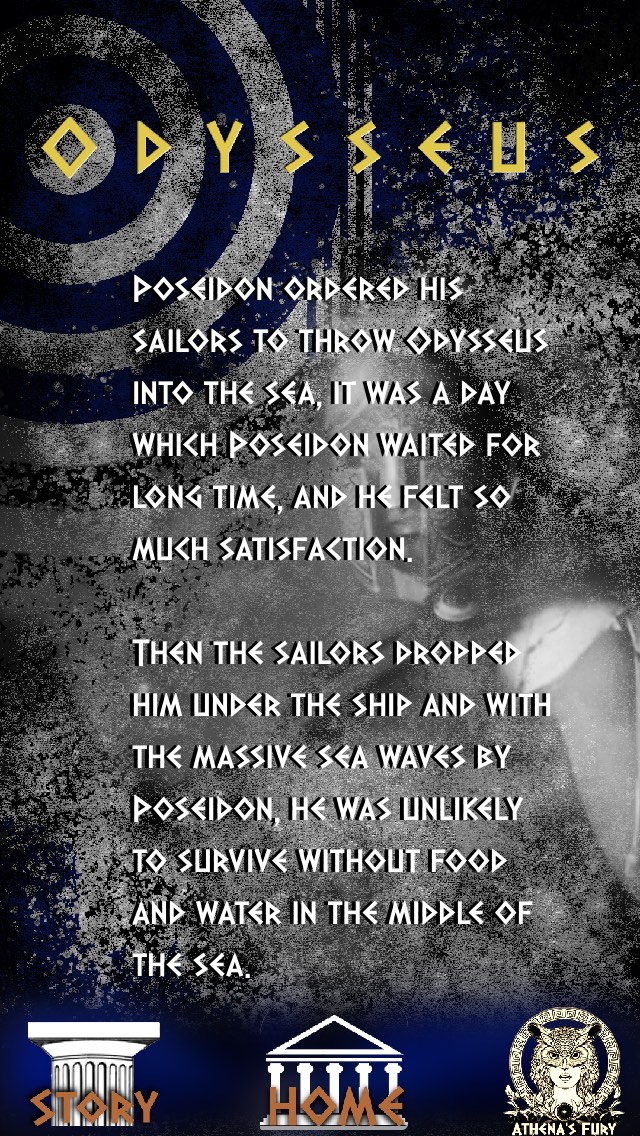 Odysseus
Poseidon ordered his
sailors to throw Odysseus
into the sea, it was a day
which Poseidon waited for
long time, and he felt so
much satisfaction.
Then the sailors dropped
him under the ship and with
the massive sea waves by
Poseidon, he was unlikely
to survive without food
and water in the middle of
the sea.
STORY
HOME
ATHENA'S FURY